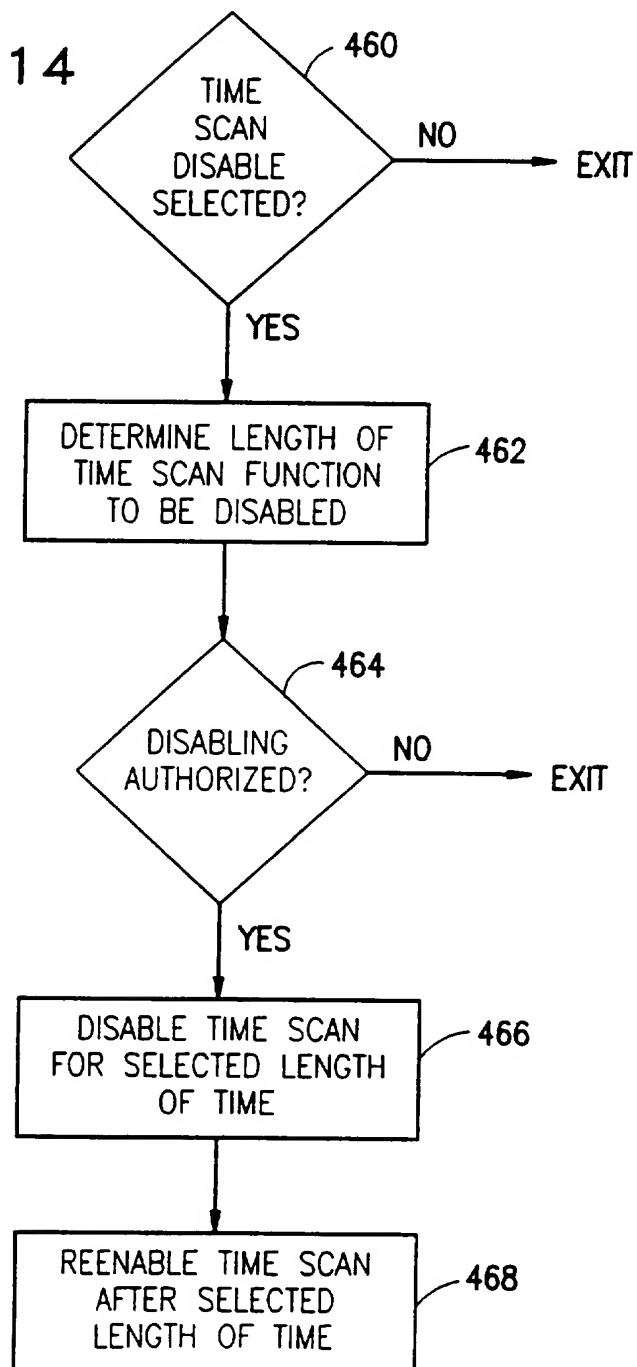 14
460
TIME
SCAN
DISABLE
SELECTED?
NO
EXIT
YES
DETERMINE LENGTH OF
TIME SCAN FUNCTION
TO BE DISABLED
462
464
DISABLING
AUTHORIZED?
NO
EXIT
YES
DISABLE TIME SCAN
FOR SELECTED LENGTH
OF TIME
466
REENABLE TIME SCAN
AFTER SELECTED
LENGTH OF TIME
468